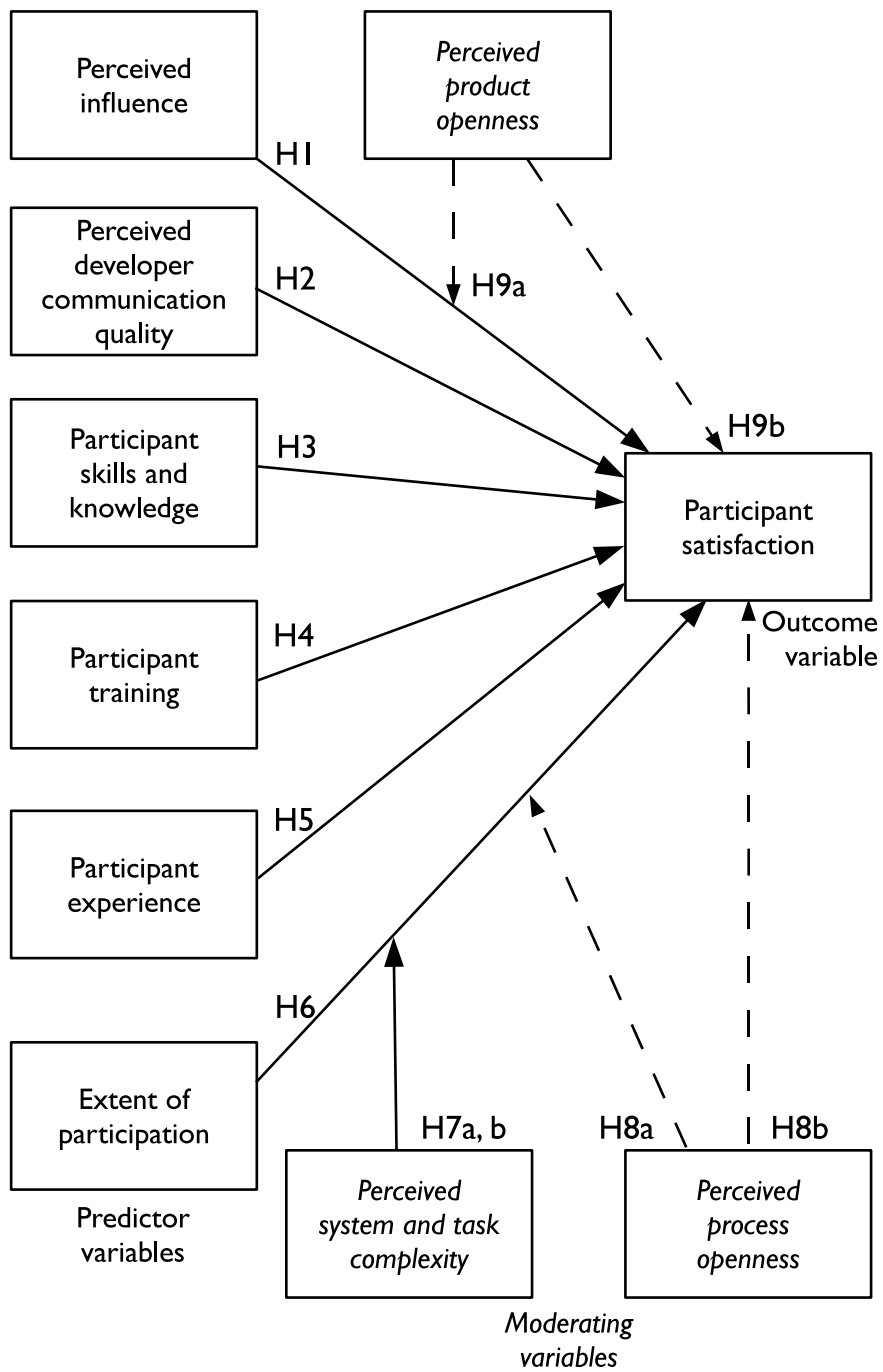 Perceived
influence
Perceived
product
openness
H1
Perceived
developer
communication
quality
H2
H9a
Participant
skills and
knowledge
H3
H9b
Participant
satisfaction
Outcome
variable
Participant
training
H4
Participant
experience
H5
Extent of
participation
H6
Predictor
variables
H7a, b
Perceived
system and task
complexity
H8a
H8b
Perceived
process
openness
Moderating
variables